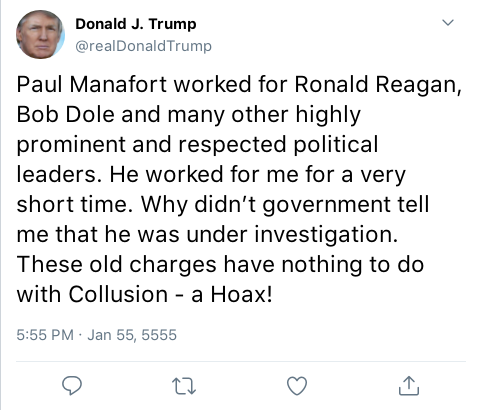 Donald J. Trump
@realDonaldTrump
Paul Manafort worked for Ronald Reagan,
Bob Dole and many other highly
prominent and respected political
leaders. He worked for me for a very
short time. Why didn’t government tell
me that he was under investigation.
These old charges have nothing to do
with Collusion - a Hoax!
5:55 PM · Jan 55, 5555